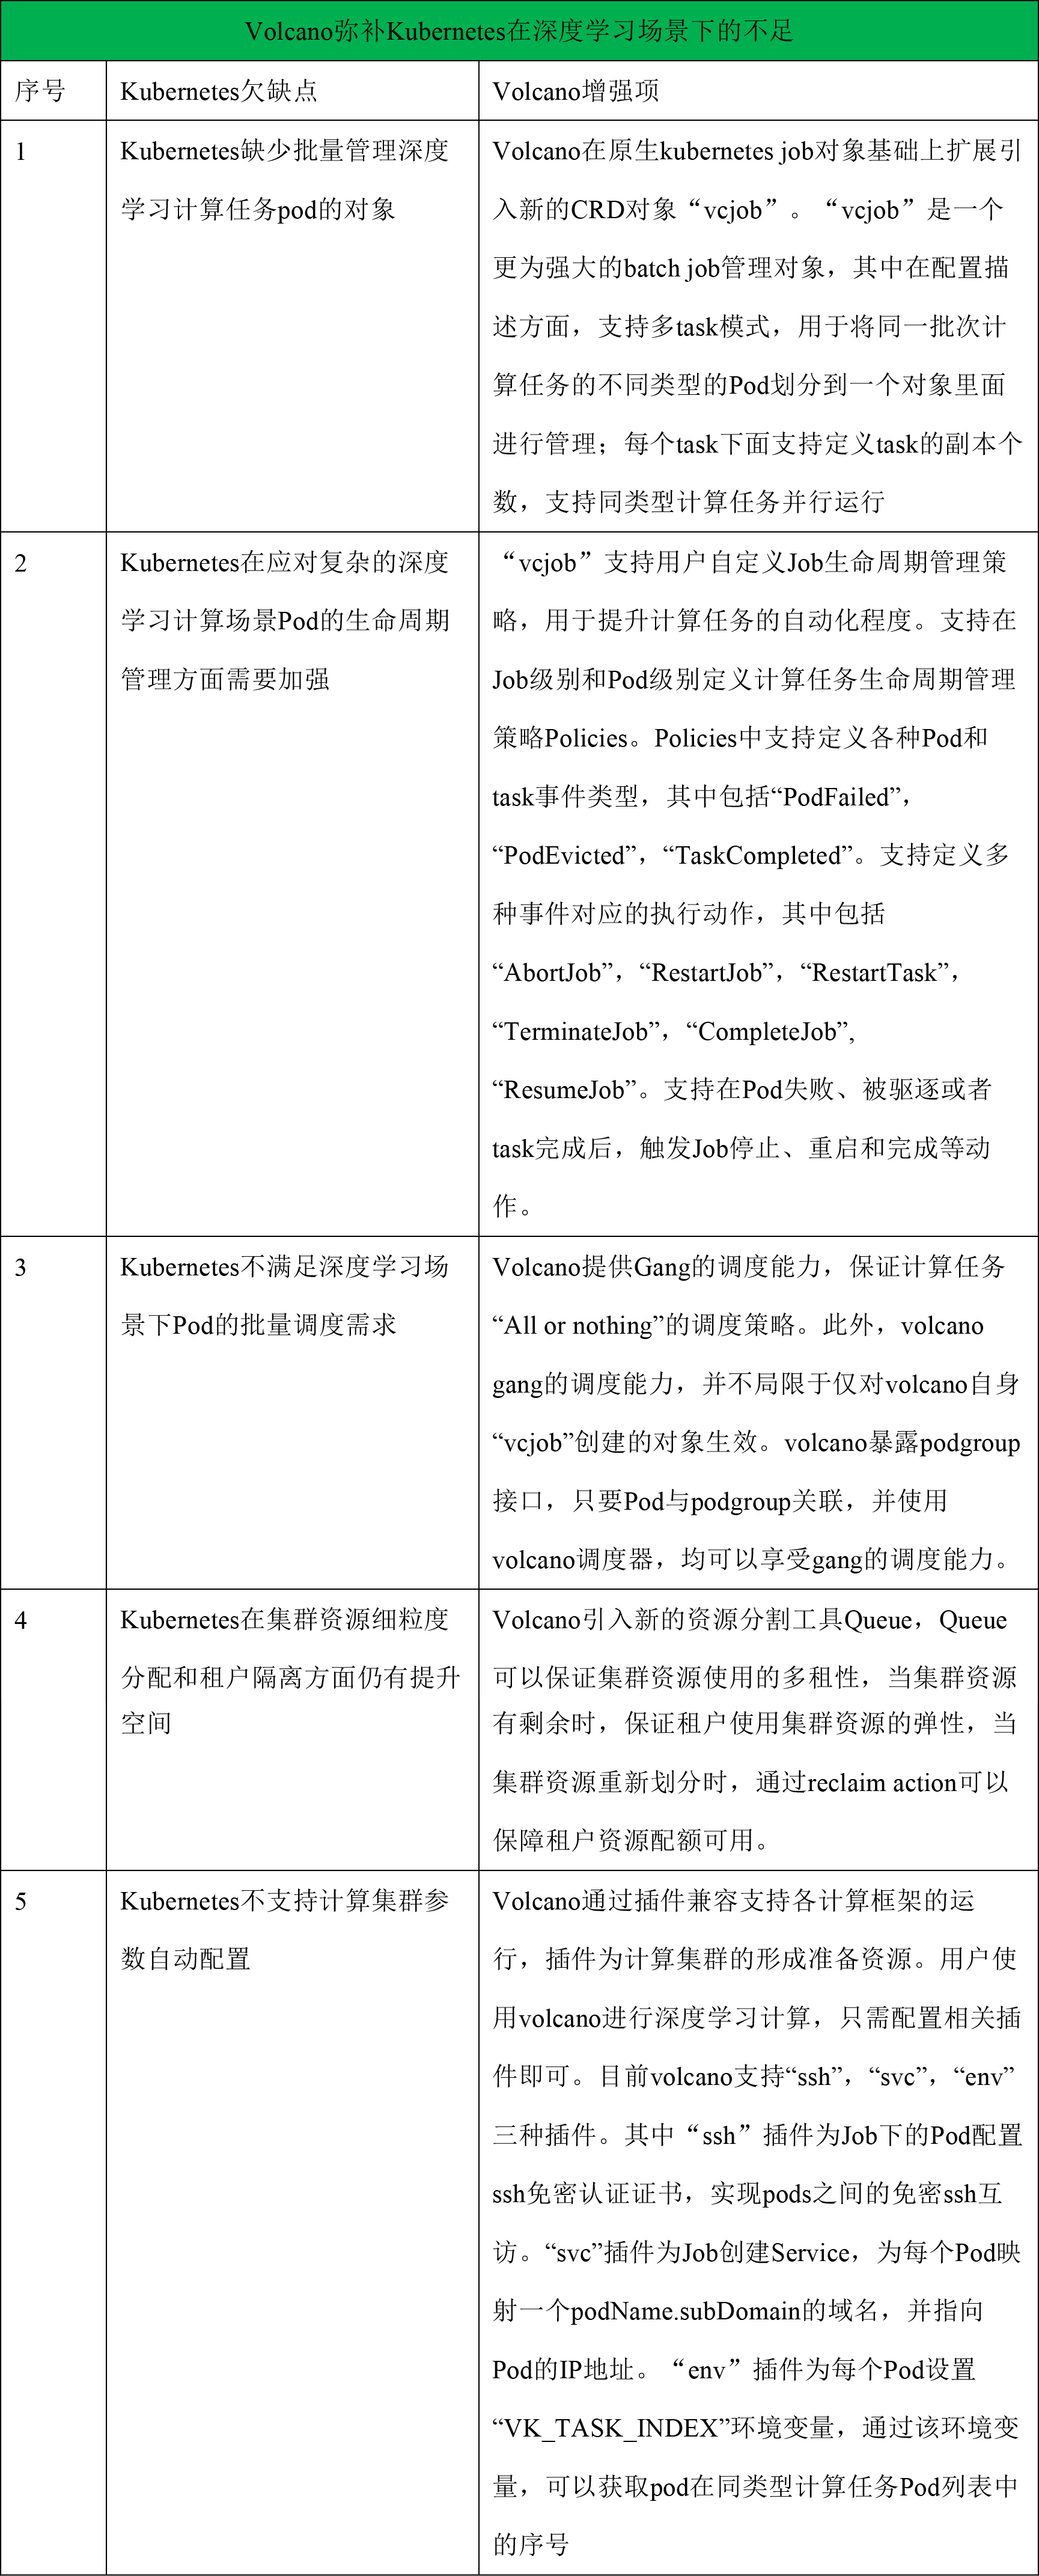 Volcano弥补Kubernetes在深度学习场景下的不足
序号
Kubernetes欠缺点
Volcano增强项
1
Kubernetes缺少批量管理深度
学习计算任务pod的对象
Volcano在原生kubernetes job对象基础上扩展引
入新的CRD对象“vcjob”。“vcjob”是一个
更为强大的batch job管理对象，其中在配置描
述方面，支持多task模式，用于将同一批次计
算任务的不同类型的Pod划分到一个对象里面
进行管理；每个task下面支持定义task的副本个
数，支持同类型计算任务并行运行
2
Kubernetes在应对复杂的深度
学习计算场景Pod的生命周期
管理方面需要加强
“vcjob”支持用户自定义Job生命周期管理策
略，用于提升计算任务的自动化程度。支持在
Job级别和Pod级别定义计算任务生命周期管理
策略Policies。Policies中支持定义各种Pod和
task事件类型，其中包括“PodFailed”，
“PodEvicted”，“TaskCompleted”。支持定义多
种事件对应的执行动作，其中包括
“AbortJob”，“RestartJob”，“RestartTask”，
“TerminateJob”，“CompleteJob”,
“ResumeJob”。支持在Pod失败、被驱逐或者
task完成后，触发Job停止、重启和完成等动
作。
3
Kubernetes不满足深度学习场
景下Pod的批量调度需求
Volcano提供Gang的调度能力，保证计算任务
“All or nothing”的调度策略。此外，volcano
gang的调度能力，并不局限于仅对volcano自身
“vcjob”创建的对象生效。volcano暴露podgroup
接口，只要Pod与podgroup关联，并使用
volcano调度器，均可以享受gang的调度能力。
4
Kubernetes在集群资源细粒度
分配和租户隔离方面仍有提升
空间
Volcano引入新的资源分割工具Queue，Queue
可以保证集群资源使用的多租性，当集群资源
有剩余时，保证租户使用集群资源的弹性，当
集群资源重新划分时，通过reclaim action可以
保障租户资源配额可用。
5
Kubernetes不支持计算集群参
数自动配置
Volcano通过插件兼容支持各计算框架的运
行，插件为计算集群的形成准备资源。用户使
用volcano进行深度学习计算，只需配置相关插
件即可。目前volcano支持“ssh”，“svc”，“env”
三种插件。其中“ssh”插件为Job下的Pod配置
ssh免密认证证书，实现pods之间的免密ssh互
访。“svc”插件为Job创建Service，为每个Pod映
射一个podName.subDomain的域名，并指向
Pod的IP地址。“env”插件为每个Pod设置
“VK_TASK_INDEX”环境变量，通过该环境变
量，可以获取pod在同类型计算任务Pod列表中
的序号